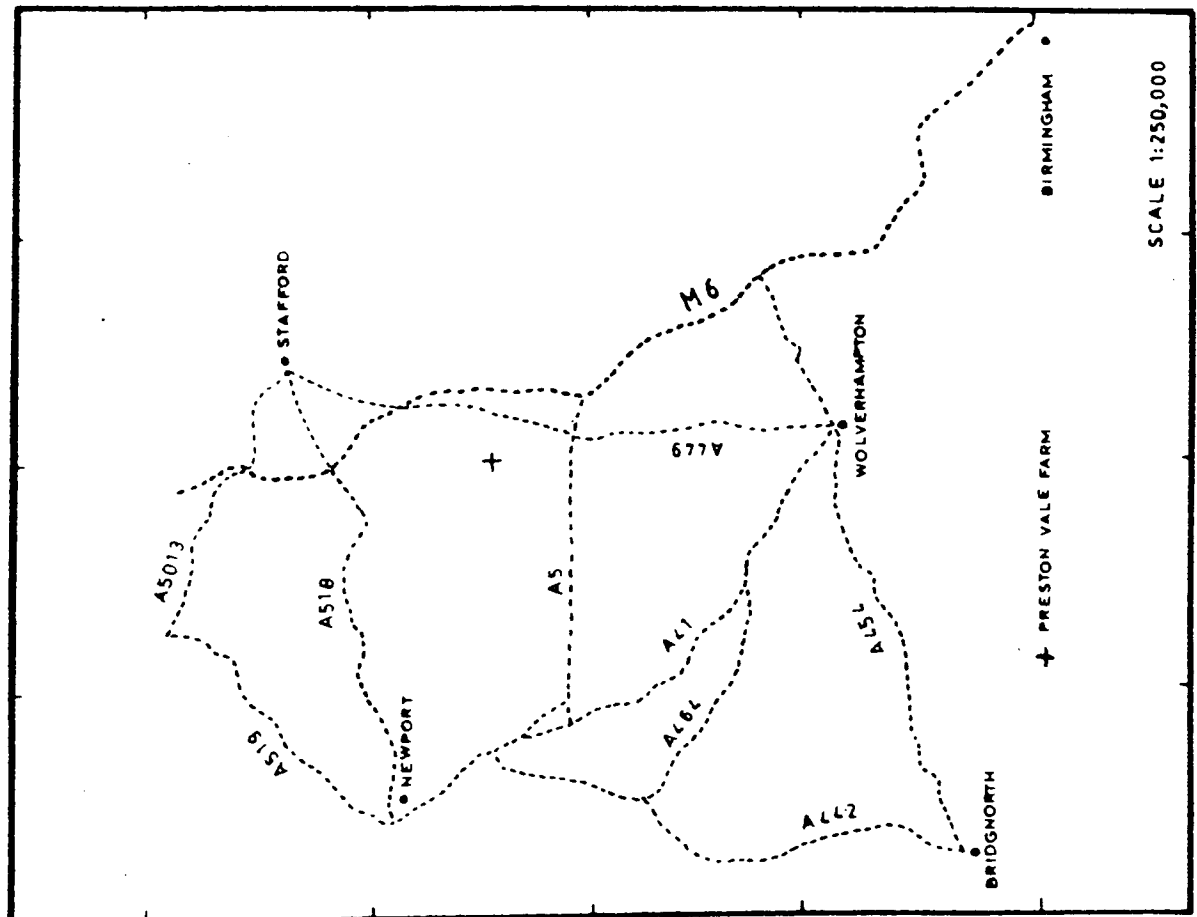 STAFFORD
A5013
A518
A519
NEWPORT
M6
A5
A449
A41
A464
WOLVERHAMPTON
A454
A442
BRIDGNORTH
BIRMINGHAM
+ PRESTON VALE FARM
SCALE 1:250,000